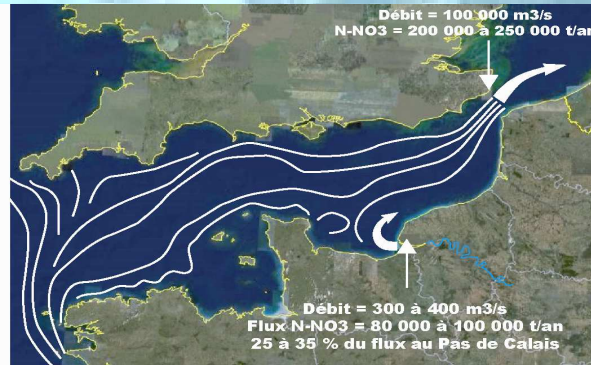 Débit = 100 000 m3/s
N-NO3 = 200 000 à 250 000 t/an
Débit = 300 à 400 m3/s
Flux N-NO3 = 80 000 à 100 000 t/an
25 à 35 % du flux au Pas de Calais